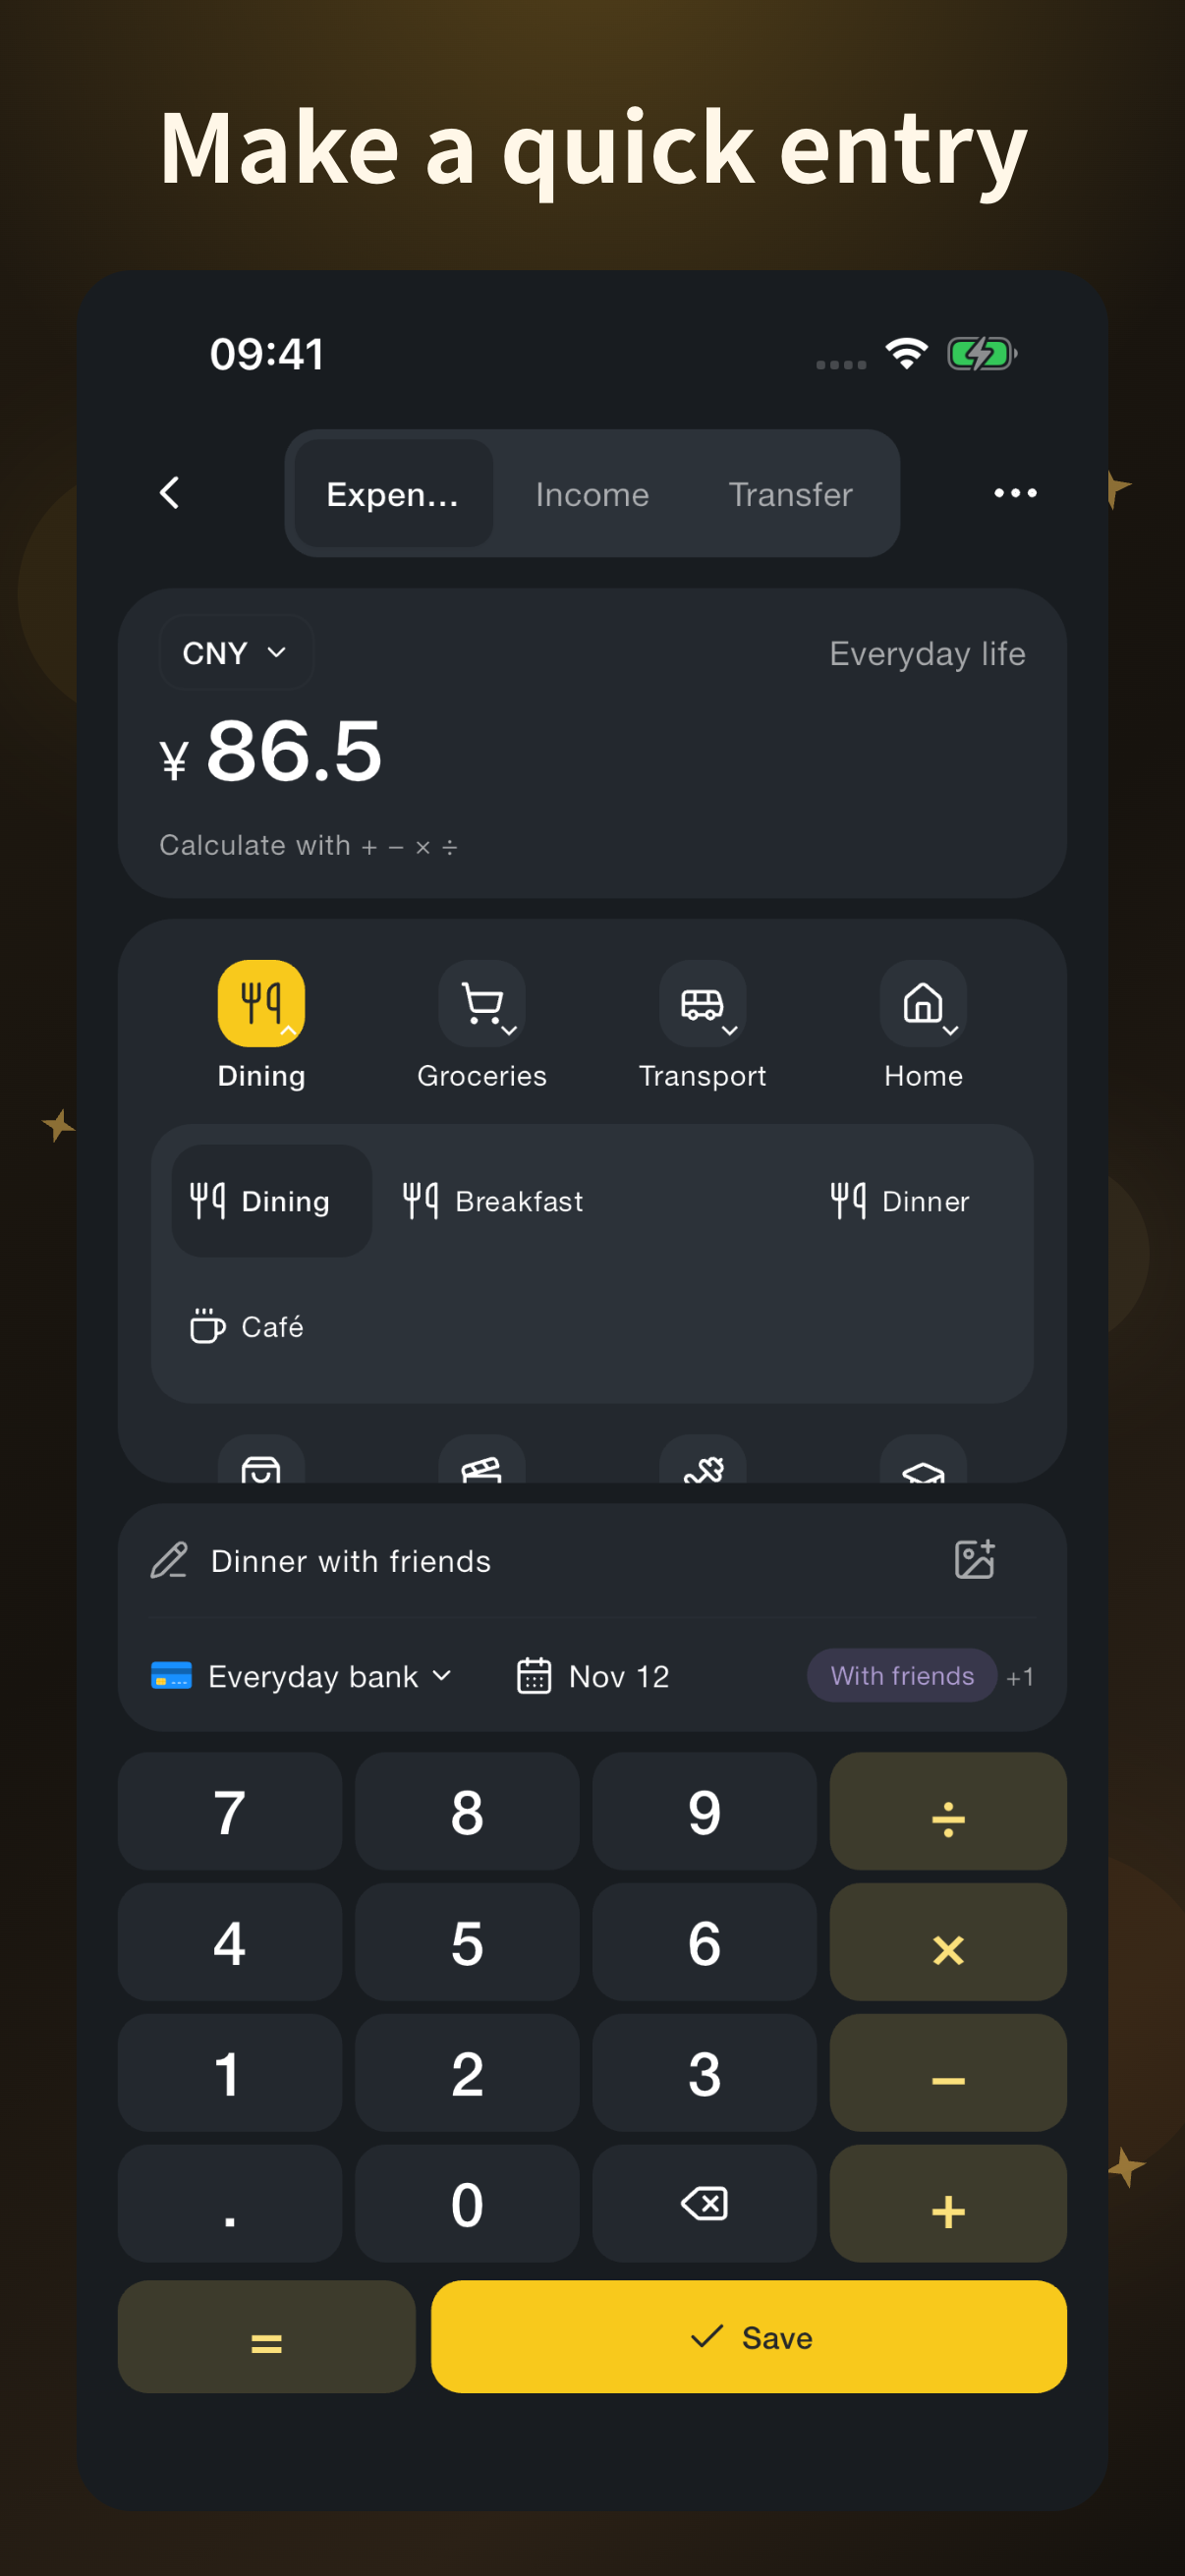 Make a quick entry
09:41
Expen... Income Transfer
CNY Everyday life
¥ 86.5
Calculate with + − × ÷
Dining Groceries Transport Home
Dining Breakfast Dinner
Café
Dinner with friends
Everyday bank Nov 12 With friends +1
7 8 9 ÷
4 5 6 ×
1 2 3 −
. 0 +
= Save